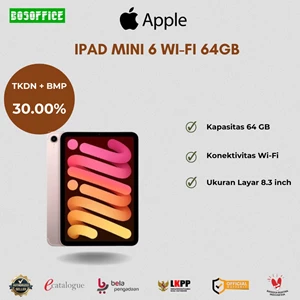 BOSOFFICE
Apple
IPAD MINI 6 WI-FI 64GB
TKDN + BMP
30.00%
Kapasitas 64 GB
Konektivitas Wi-Fi
Ukuran Layar 8.3 inch
e catalogue
bela
pengadaan
LKPP
OFFICIAL